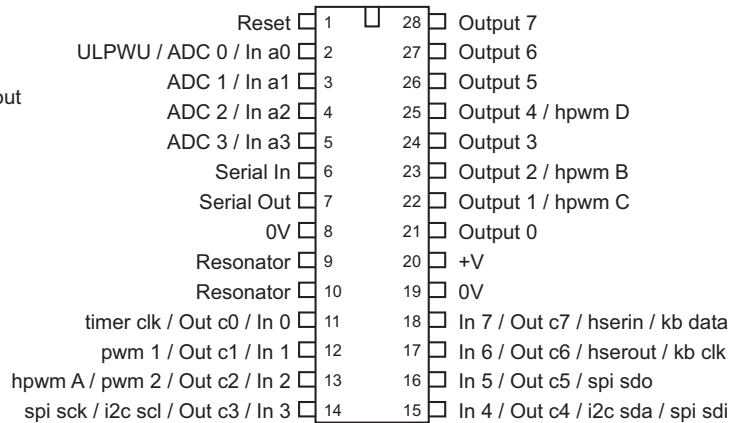 Reset 1 28 Output 7
ULPWU / ADC 0 / In a0 2 27 Output 6
ADC 1 / In a1 3 26 Output 5
out
ADC 2 / In a2 4 25 Output 4 / hpwm D
ADC 3 / In a3 5 24 Output 3
Serial In 6 23 Output 2 / hpwm B
Serial Out 7 22 Output 1 / hpwm C
0V 8 21 Output 0
Resonator 9 20 +V
Resonator 10 19 0V
timer clk / Out c0 / In 0 11 18 In 7 / Out c7 / hserin / kb data
pwm 1 / Out c1 / In 1 12 17 In 6 / Out c6 / hserout / kb clk
hpwm A / pwm 2 / Out c2 / In 2 13 16 In 5 / Out c5 / spi sdo
spi sck / i2c scl / Out c3 / In 3 14 15 In 4 / Out c4 / i2c sda / spi sdi